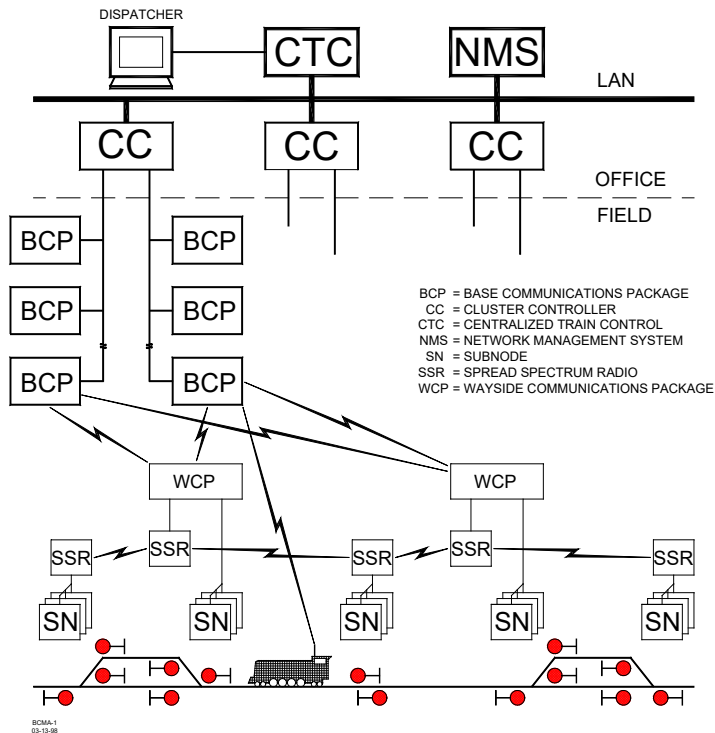 DISPATCHER
CTC
NMS
LAN
CC
CC
CC
OFFICE
FIELD
BCP
BCP
BCP
BCP
BCP
BCP
BCP = BASE COMMUNICATIONS PACKAGE
CC = CLUSTER CONTROLLER
CTC = CENTRALIZED TRAIN CONTROL
NMS = NETWORK MANAGEMENT SYSTEM
SN = SUBNODE
SSR = SPREAD SPECTRUM RADIO
WCP = WAYSIDE COMMUNICATIONS PACKAGE
WCP
WCP
SSR
SSR
SSR
SSR
SSR
SN
SN
SN
SN
SN
BCMA-1
03-13-98